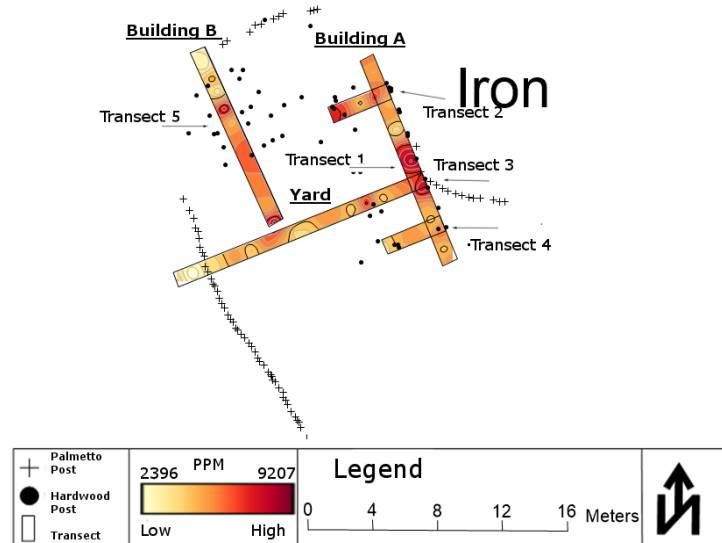 Building B
Building A
Iron
Transect 5
Transect 2
Transect 1
Transect 3
Yard
Transect 4
Palmetto
Post
Hardwood
Post
Transect
PPM
2396 9207
Low High
Legend
0 4 8 12 16 Meters
N